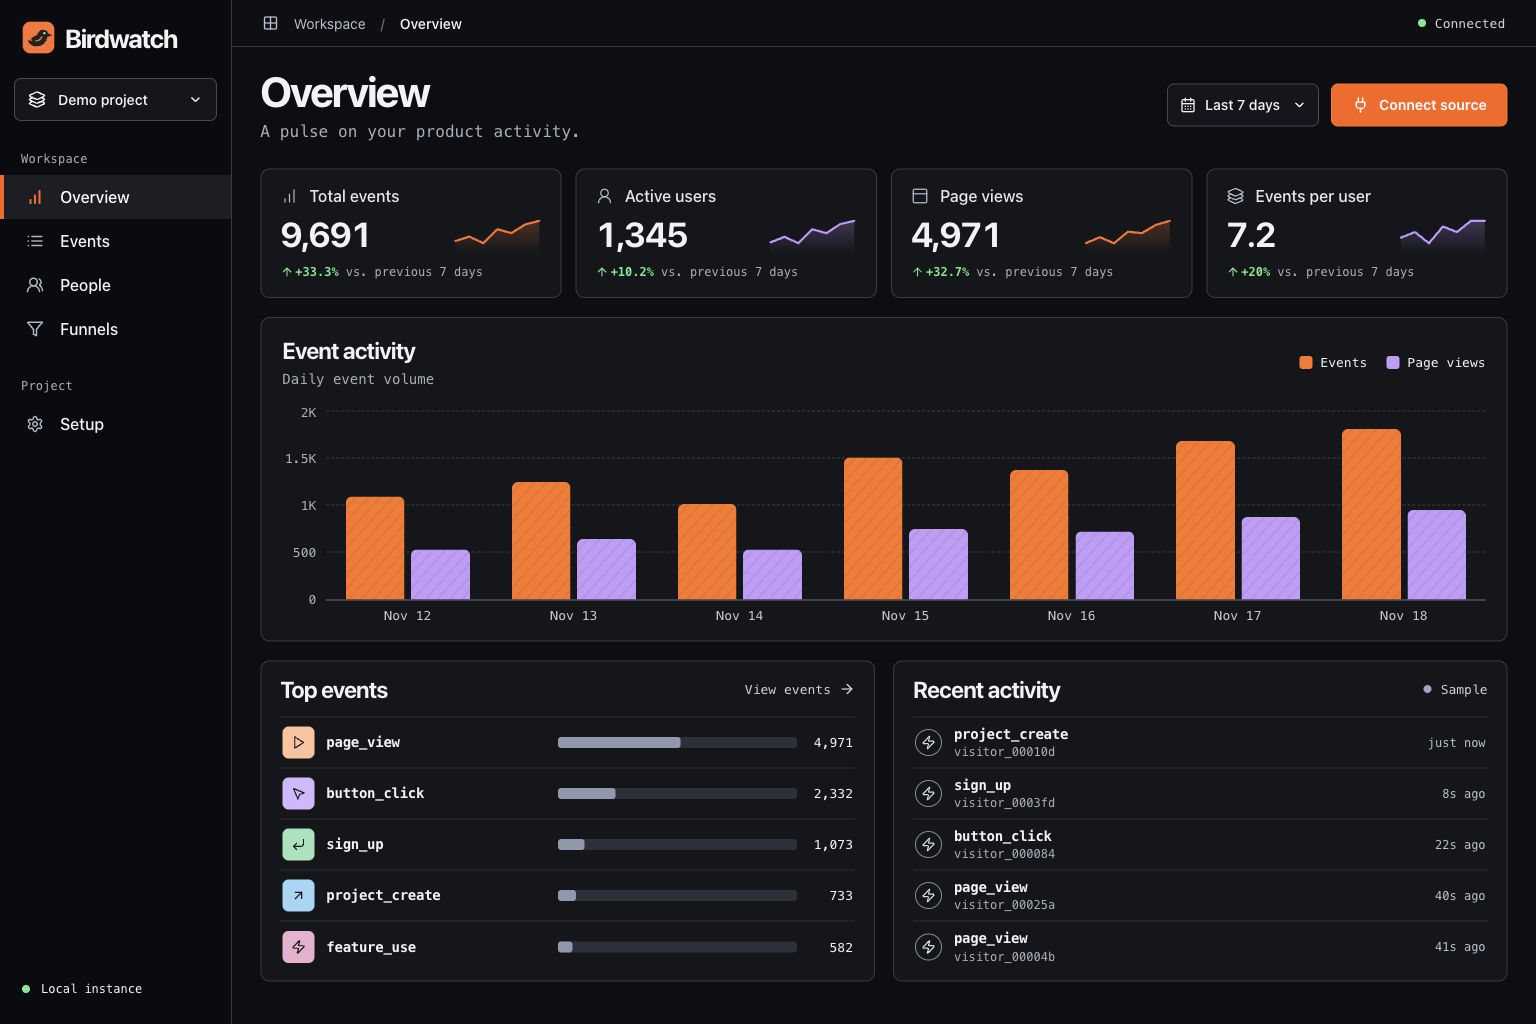 Birdwatch
Demo project
Workspace
Overview
Events
People
Funnels
Project
Setup
Local instance
Workspace / Overview
Connected
Overview
A pulse on your product activity.
Last 7 days
Connect source
Total events
9,691
+33.3% vs. previous 7 days
Active users
1,345
+10.2% vs. previous 7 days
Page views
4,971
+32.7% vs. previous 7 days
Events per user
7.2
+20% vs. previous 7 days
Event activity
Daily event volume
Events
Page views
2K
1.5K
1K
500
0
Nov 12
Nov 13
Nov 14
Nov 15
Nov 16
Nov 17
Nov 18
Top events
View events
page_view
4,971
button_click
2,332
sign_up
1,073
project_create
733
feature_use
582
Recent activity
Sample
project_create
visitor_00010d
just now
sign_up
visitor_0003fd
8s ago
button_click
visitor_000084
22s ago
page_view
visitor_00025a
40s ago
page_view
visitor_00004b
41s ago